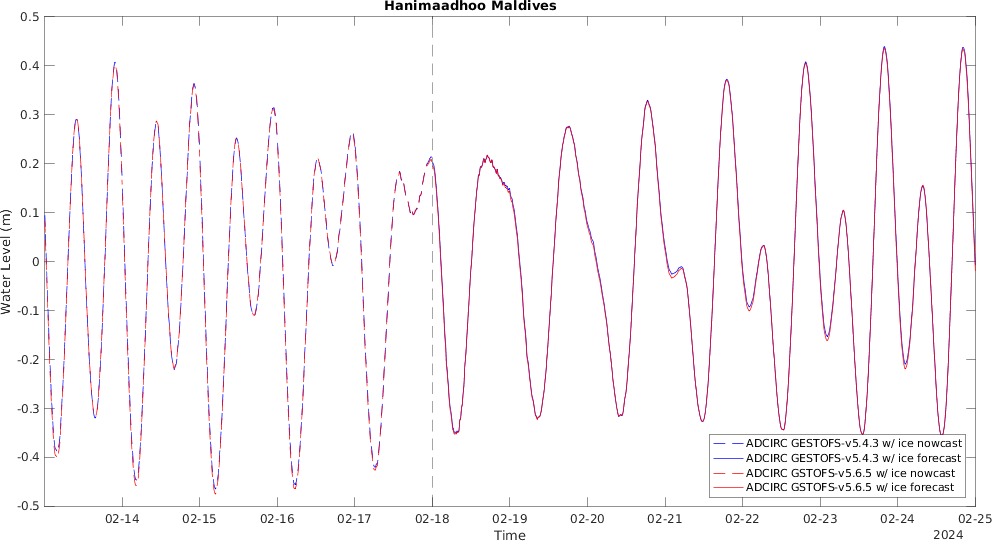 Hanimaadhoo Maldives
0.5
0.4
0.3
0.2
0.1
0
-0.1
-0.2
-0.3
-0.4
-0.5
Water Level (m)
ADCIRC GESTOFS-v5.4.3 w/ ice nowcast
ADCIRC GESTOFS-v5.4.3 w/ ice forecast
ADCIRC GSTOFS-v5.6.5 w/ ice nowcast
ADCIRC GSTOFS-v5.6.5 w/ ice forecast
02-14 02-15 02-16 02-17 02-18 02-19 02-20 02-21 02-22 02-23 02-24 02-25
Time
2024